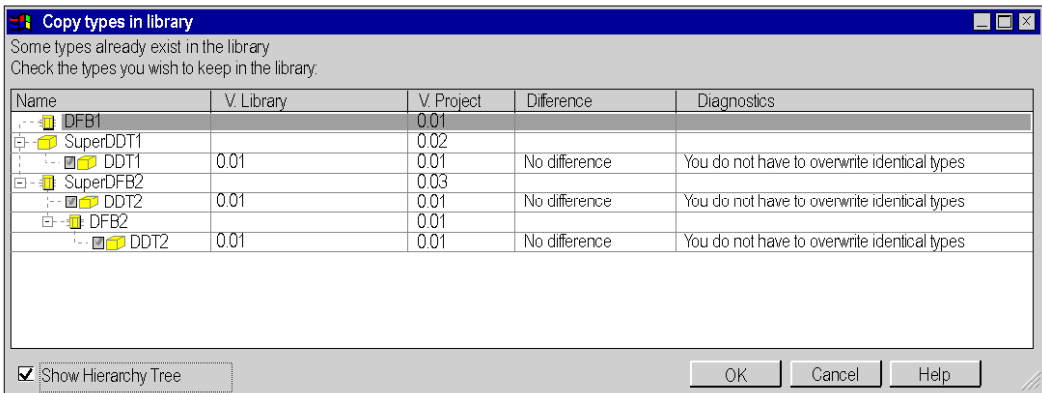 Copy types in library
Some types already exist in the library
Check the types you wish to keep in the library:
Name V. Library V. Project Difference Diagnostics
DFB1 0.01
SuperDDT1 0.02
DDT1 0.01 0.01 No difference You do not have to overwrite identical types
SuperDFB2 0.03
DDT2 0.01 0.01 No difference You do not have to overwrite identical types
DFB2 0.01
DDT2 0.01 0.01 No difference You do not have to overwrite identical types
Show Hierarchy Tree OK Cancel Help